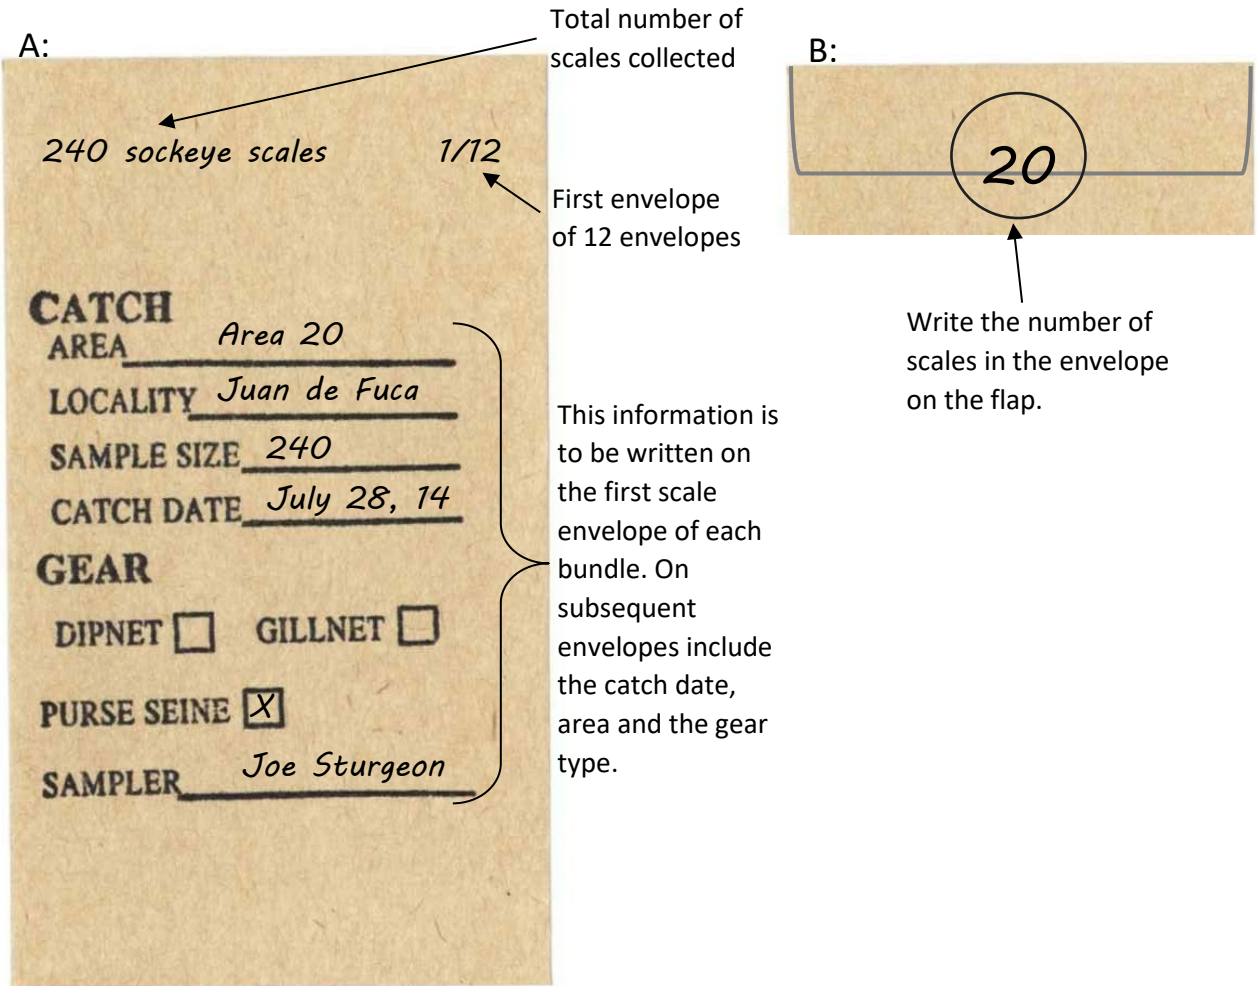 A:
Total number of
scales collected
240 sockeye scales 1/12
First envelope
of 12 envelopes
CATCH
AREA Area 20
LOCALITY Juan de Fuca
SAMPLE SIZE 240
CATCH DATE July 28, 14
GEAR
DIPNET GILLNET
PURSE SEINE X
SAMPLER Joe Sturgeon
This information is
to be written on
the first scale
envelope of each
bundle. On
subsequent
envelopes include
the catch date,
area and the gear
type.
B:
20
Write the number of
scales in the envelope
on the flap.